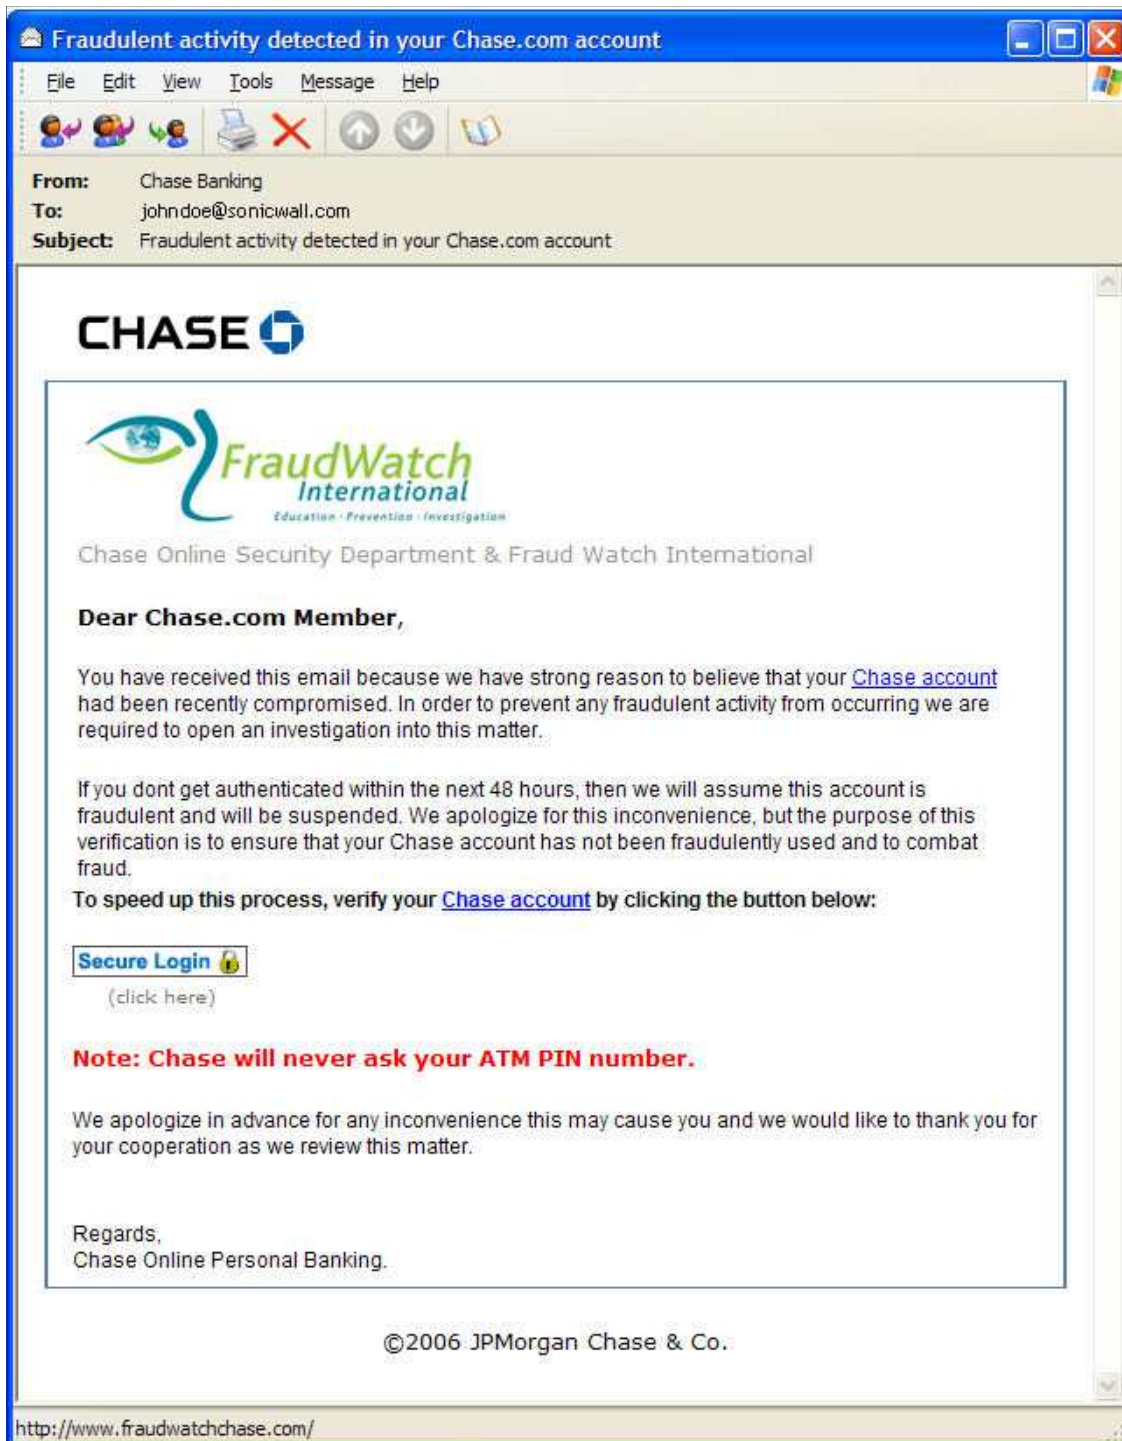 Fraudulent activity detected in your Chase.com account
File Edit View Tools Message Help
From: Chase Banking
To: johndoe@sonicwall.com
Subject: Fraudulent activity detected in your Chase.com account
CHASE
FraudWatch
International
Education · Prevention · Investigation
Chase Online Security Department & Fraud Watch International
Dear Chase.com Member,
You have received this email because we have strong reason to believe that your Chase account
had been recently compromised. In order to prevent any fraudulent activity from occurring we are
required to open an investigation into this matter.
If you dont get authenticated within the next 48 hours, then we will assume this account is
fraudulent and will be suspended. We apologize for this inconvenience, but the purpose of this
verification is to ensure that your Chase account has not been fraudulently used and to combat
fraud.
To speed up this process, verify your Chase account by clicking the button below:
Secure Login
(click here)
Note: Chase will never ask your ATM PIN number.
We apologize in advance for any inconvenience this may cause you and we would like to thank you for
your cooperation as we review this matter.
Regards,
Chase Online Personal Banking.
©2006 JPMorgan Chase & Co.
http://www.fraudwatchchase.com/